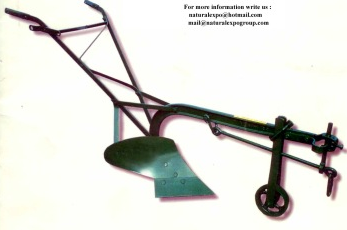 For more information write us :
naturalexpo@hotmail.com
mail@naturalexpogroup.com